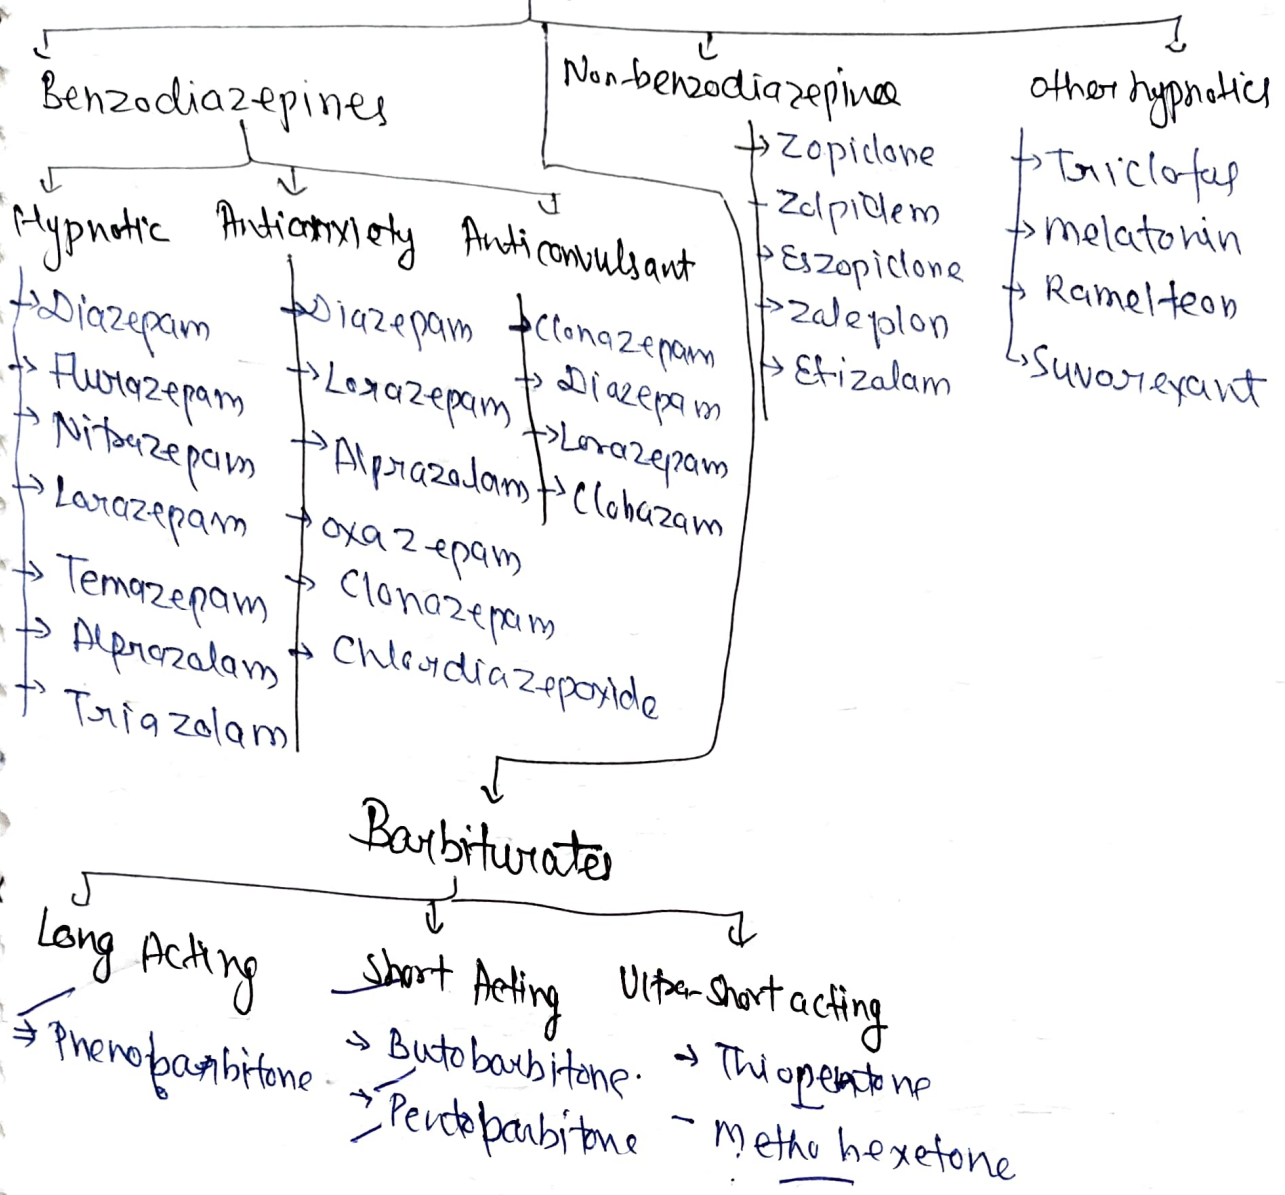 Benzodiazepines
Non-benzodiazepines
other hypnotics
Hypnotic
Antianxiety
Anticonvulsant
Diazepam
Flurazepam
Nitrazepam
Lorazepam
Temazepam
Alprazolam
Triazolam
Diazepam
Lorazepam
Alprazolam
oxazepam
Clonazepam
Chlordiazepoxide
Clonazepam
Diazepam
Lorazepam
Clobazam
Zopiclone
Zolpidem
Eszopiclone
Zaleplon
Etizolam
Triclofos
melatonin
Ramelteon
Suvorexant
Barbiturates
Long Acting
Short Acting
Ultra-Short acting
Phenobarbitone
Butobarbitone.
Pentobarbitone
Thiopentone
Methohexetone